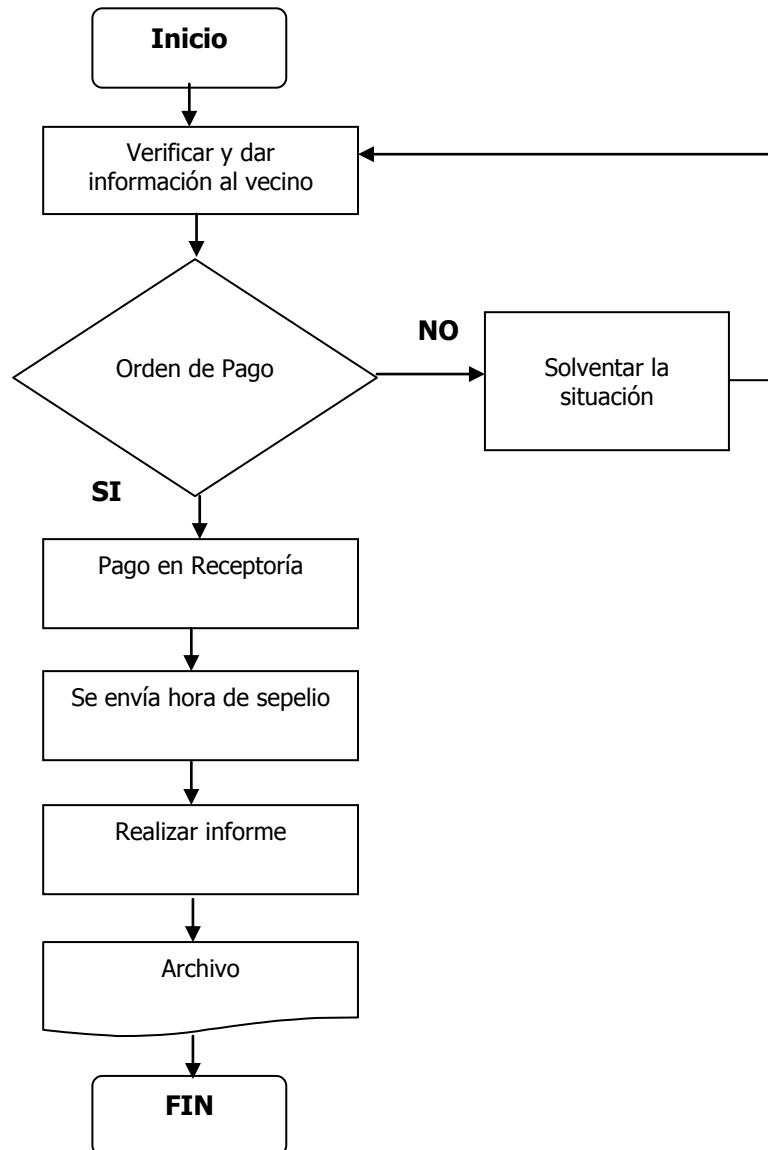 Inicio
Verificar y dar
información al vecino
Orden de Pago
NO
Solventar la
situación
SI
Pago en Receptoría
Se envía hora de sepelio
Realizar informe
Archivo
FIN